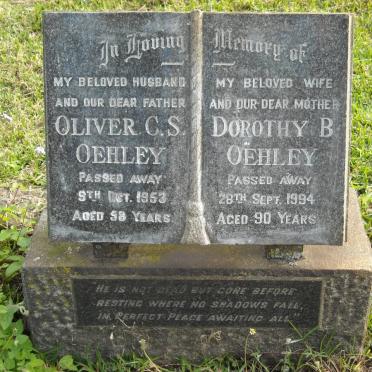 In Loving Memory of
MY BELOVED HUSBAND
AND OUR DEAR FATHER
OLIVER C.S.
OEHLEY
PASSED AWAY
9TH OCT. 1953
AGED 58 YEARS
MY BELOVED WIFE
AND OUR DEAR MOTHER
DOROTHY B.
OEHLEY
PASSED AWAY
28TH SEPT. 1994
AGED 90 YEARS
"HE IS NOT DEAD BUT GONE BEFORE
RESTING WHERE NO SHADOWS FALL,
IN PERFECT PEACE AWAITING ALL"